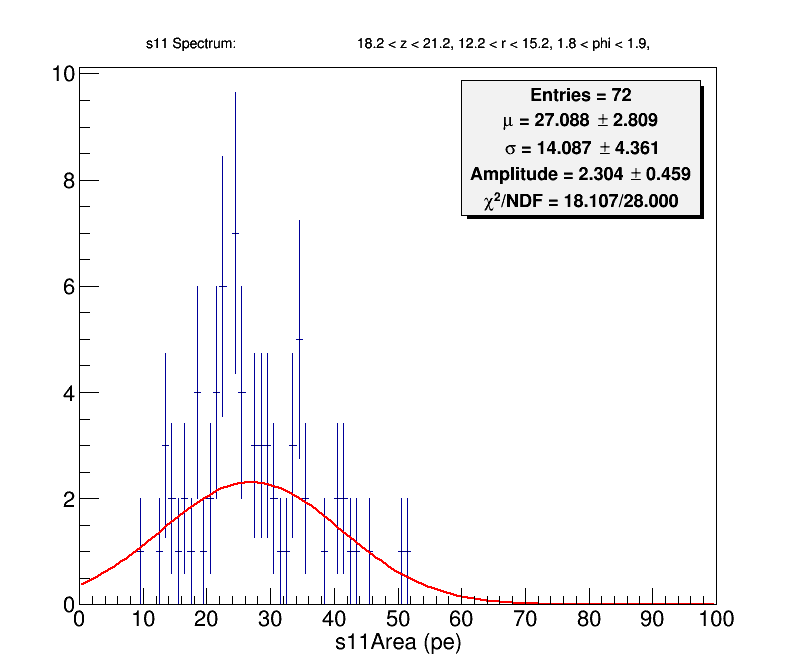 s11 Spectrum: 18.2 < z < 21.2, 12.2 < r < 15.2, 1.8 < phi < 1.9,
Entries = 72
μ = 27.088 ± 2.809
σ = 14.087 ± 4.361
Amplitude = 2.304 ± 0.459
χ²/NDF = 18.107/28.000
10
8
6
4
2
0
0 10 20 30 40 50 60 70 80 90 100
s11Area (pe)